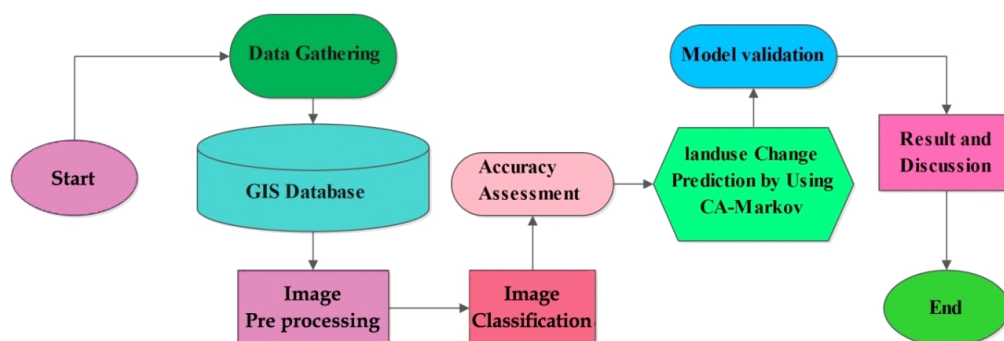 Start
Data Gathering
GIS Database
Image
Pre processing
Image
Classification
Accuracy
Assessment
landuse Change
Prediction by Using
CA-Markov
Model validation
Result and
Discussion
End